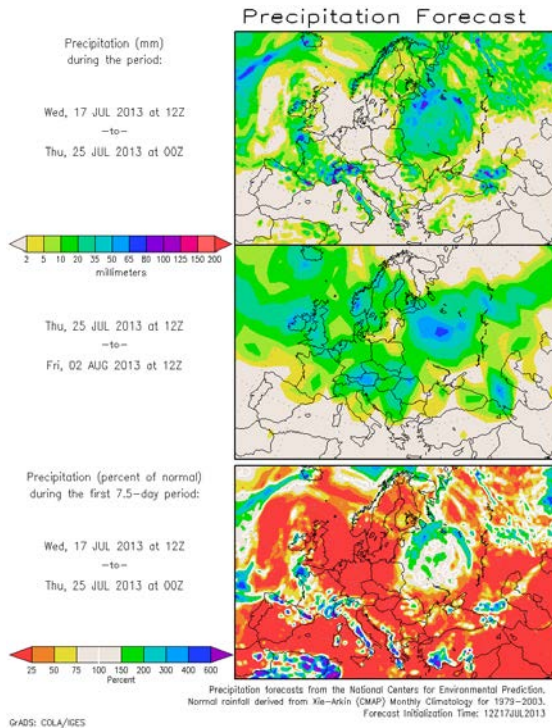 Precipitation Forecast
Precipitation (mm)
during the period:
Wed, 17 JUL 2013 at 12Z
-to-
Thu, 25 JUL 2013 at 00Z
2 5 10 20 35 50 65 80 100 125 150 200
millimeters
Thu, 25 JUL 2013 at 12Z
-to-
Fri, 02 AUG 2013 at 12Z
Precipitation (percent of normal)
during the first 7.5-day period:
Wed, 17 JUL 2013 at 12Z
-to-
Thu, 25 JUL 2013 at 00Z
25 50 75 100 150 200 300 400 600
Percent
Precipitation forecasts from the National Centers for Environmental Prediction.
Normal rainfall derived from Xie-Arkin (CMAP) Monthly Climatology for 1979-2003.
Forecast Initialization Time: 12Z17JUL2013
GrADS: COLA/IGES